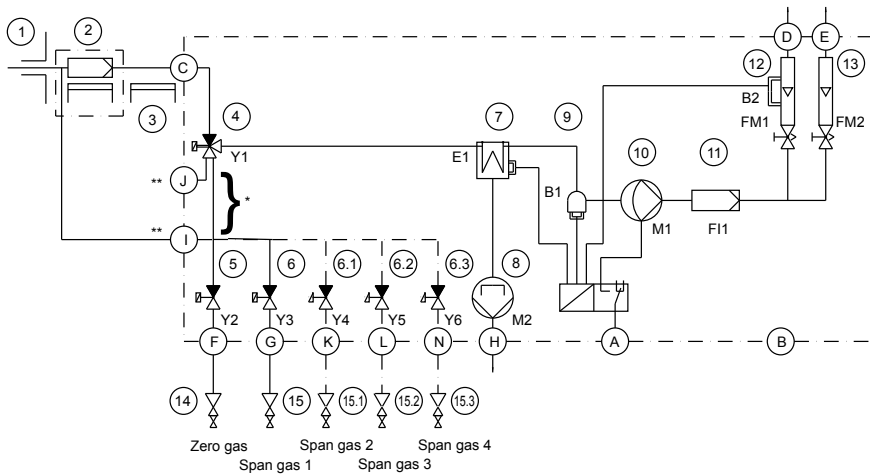 1
2
3
C
4
Y1
** J
*
** I
5
6
6.1
6.2
6.3
Y2
Y3
Y4
Y5
Y6
F
G
K
L
N
H
A
B
7
E1
8
M2
9
B1
10
M1
11
FI1
D
E
12
13
B2
FM1
FM2
14
15
15.1
15.2
15.3
Zero gas
Span gas 1
Span gas 2
Span gas 3
Span gas 4